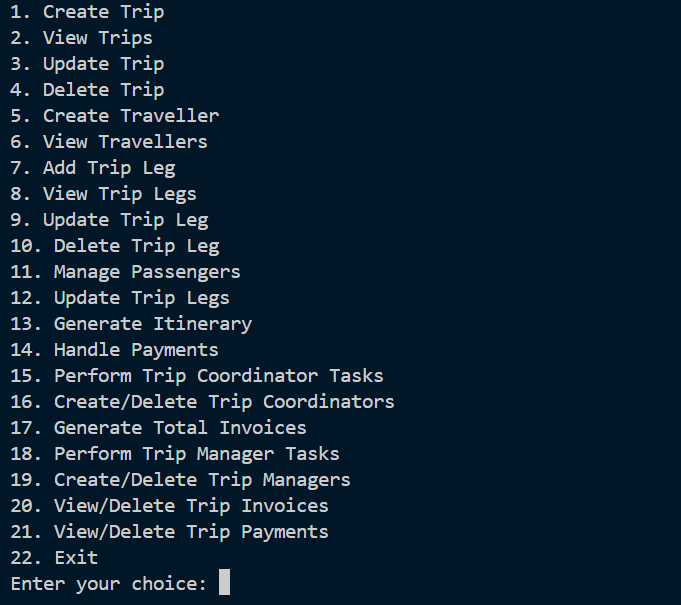 1. Create Trip
2. View Trips
3. Update Trip
4. Delete Trip
5. Create Traveller
6. View Travellers
7. Add Trip Leg
8. View Trip Legs
9. Update Trip Leg
10. Delete Trip Leg
11. Manage Passengers
12. Update Trip Legs
13. Generate Itinerary
14. Handle Payments
15. Perform Trip Coordinator Tasks
16. Create/Delete Trip Coordinators
17. Generate Total Invoices
18. Perform Trip Manager Tasks
19. Create/Delete Trip Managers
20. View/Delete Trip Invoices
21. View/Delete Trip Payments
22. Exit
Enter your choice: